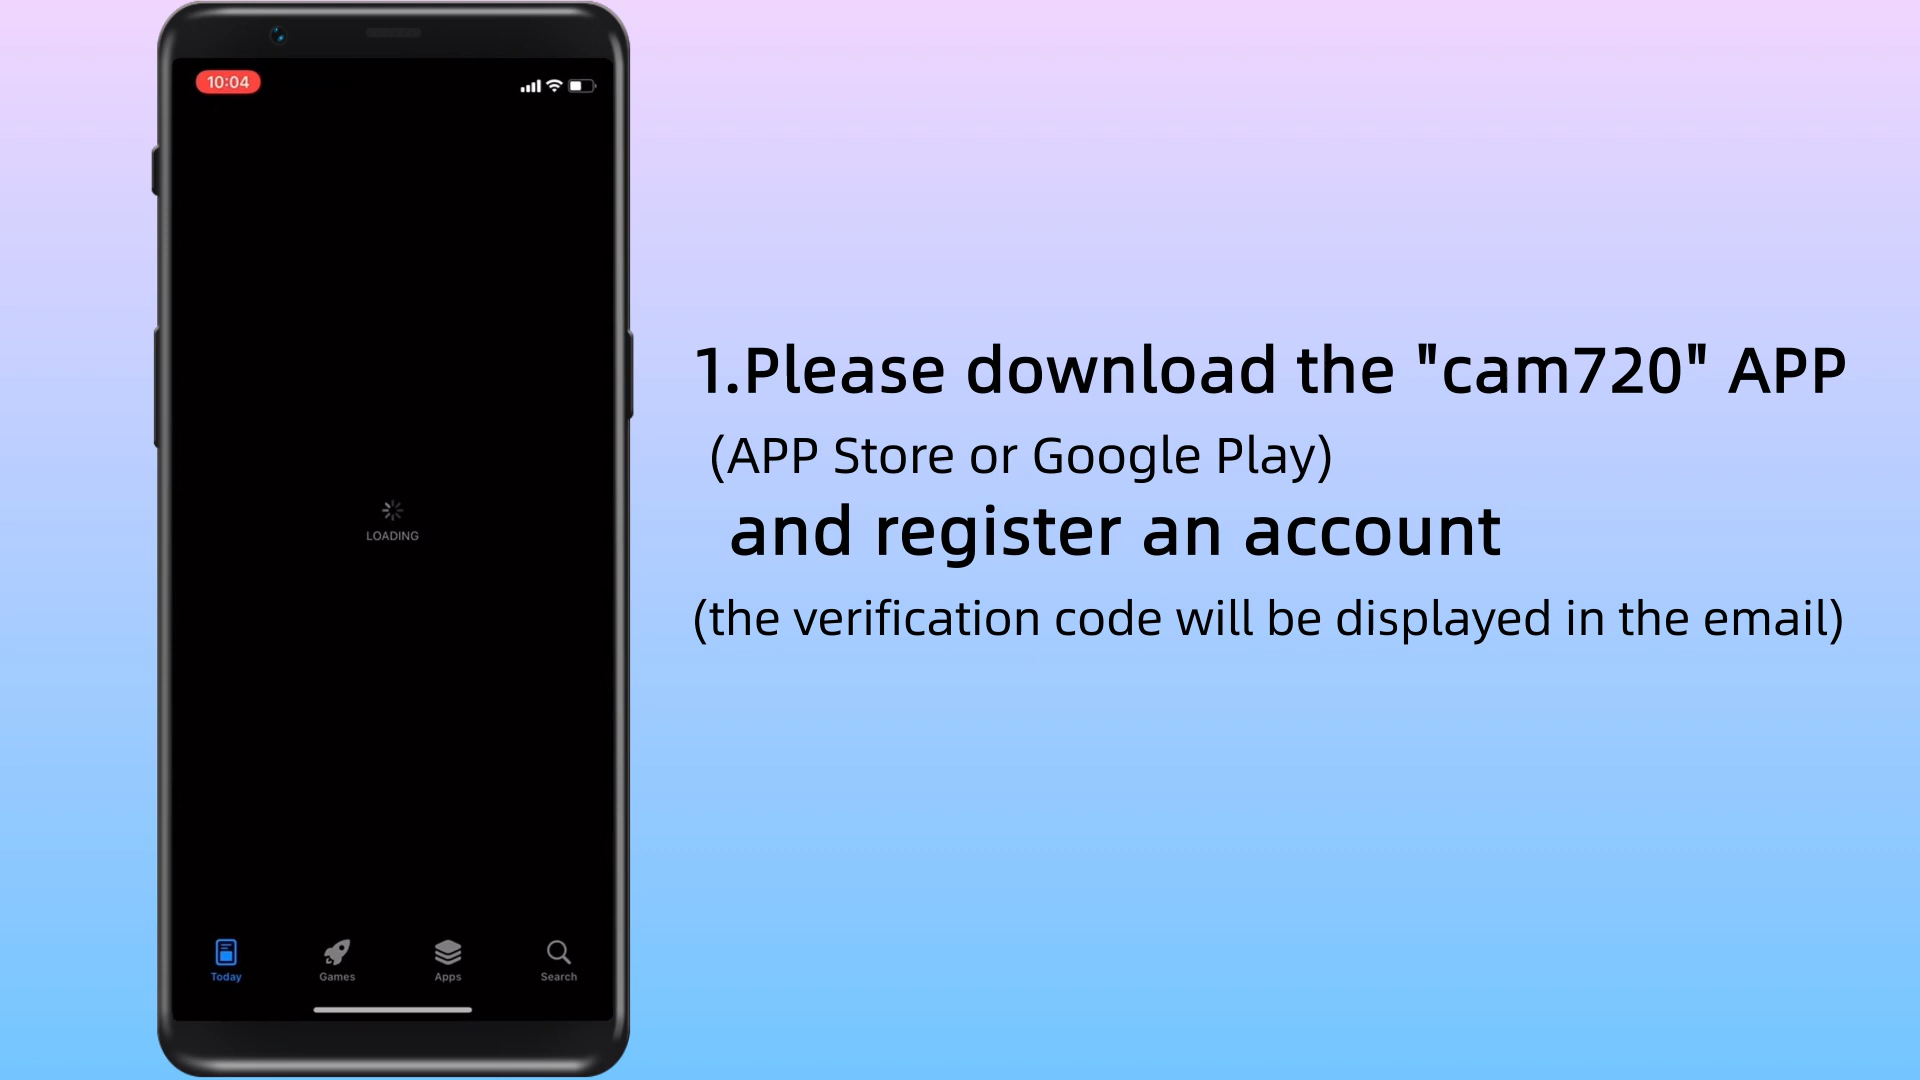 10:04
LOADING
Today
Games
Apps
Search
1.Please download the "cam720" APP
(APP Store or Google Play)
and register an account
(the verification code will be displayed in the email)